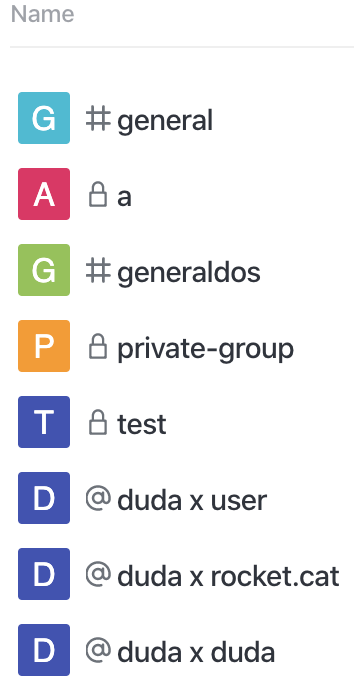 Name
G # general
A a
G # generaldos
P private-group
T test
D @ duda x user
D @ duda x rocket.cat
D @ duda x duda